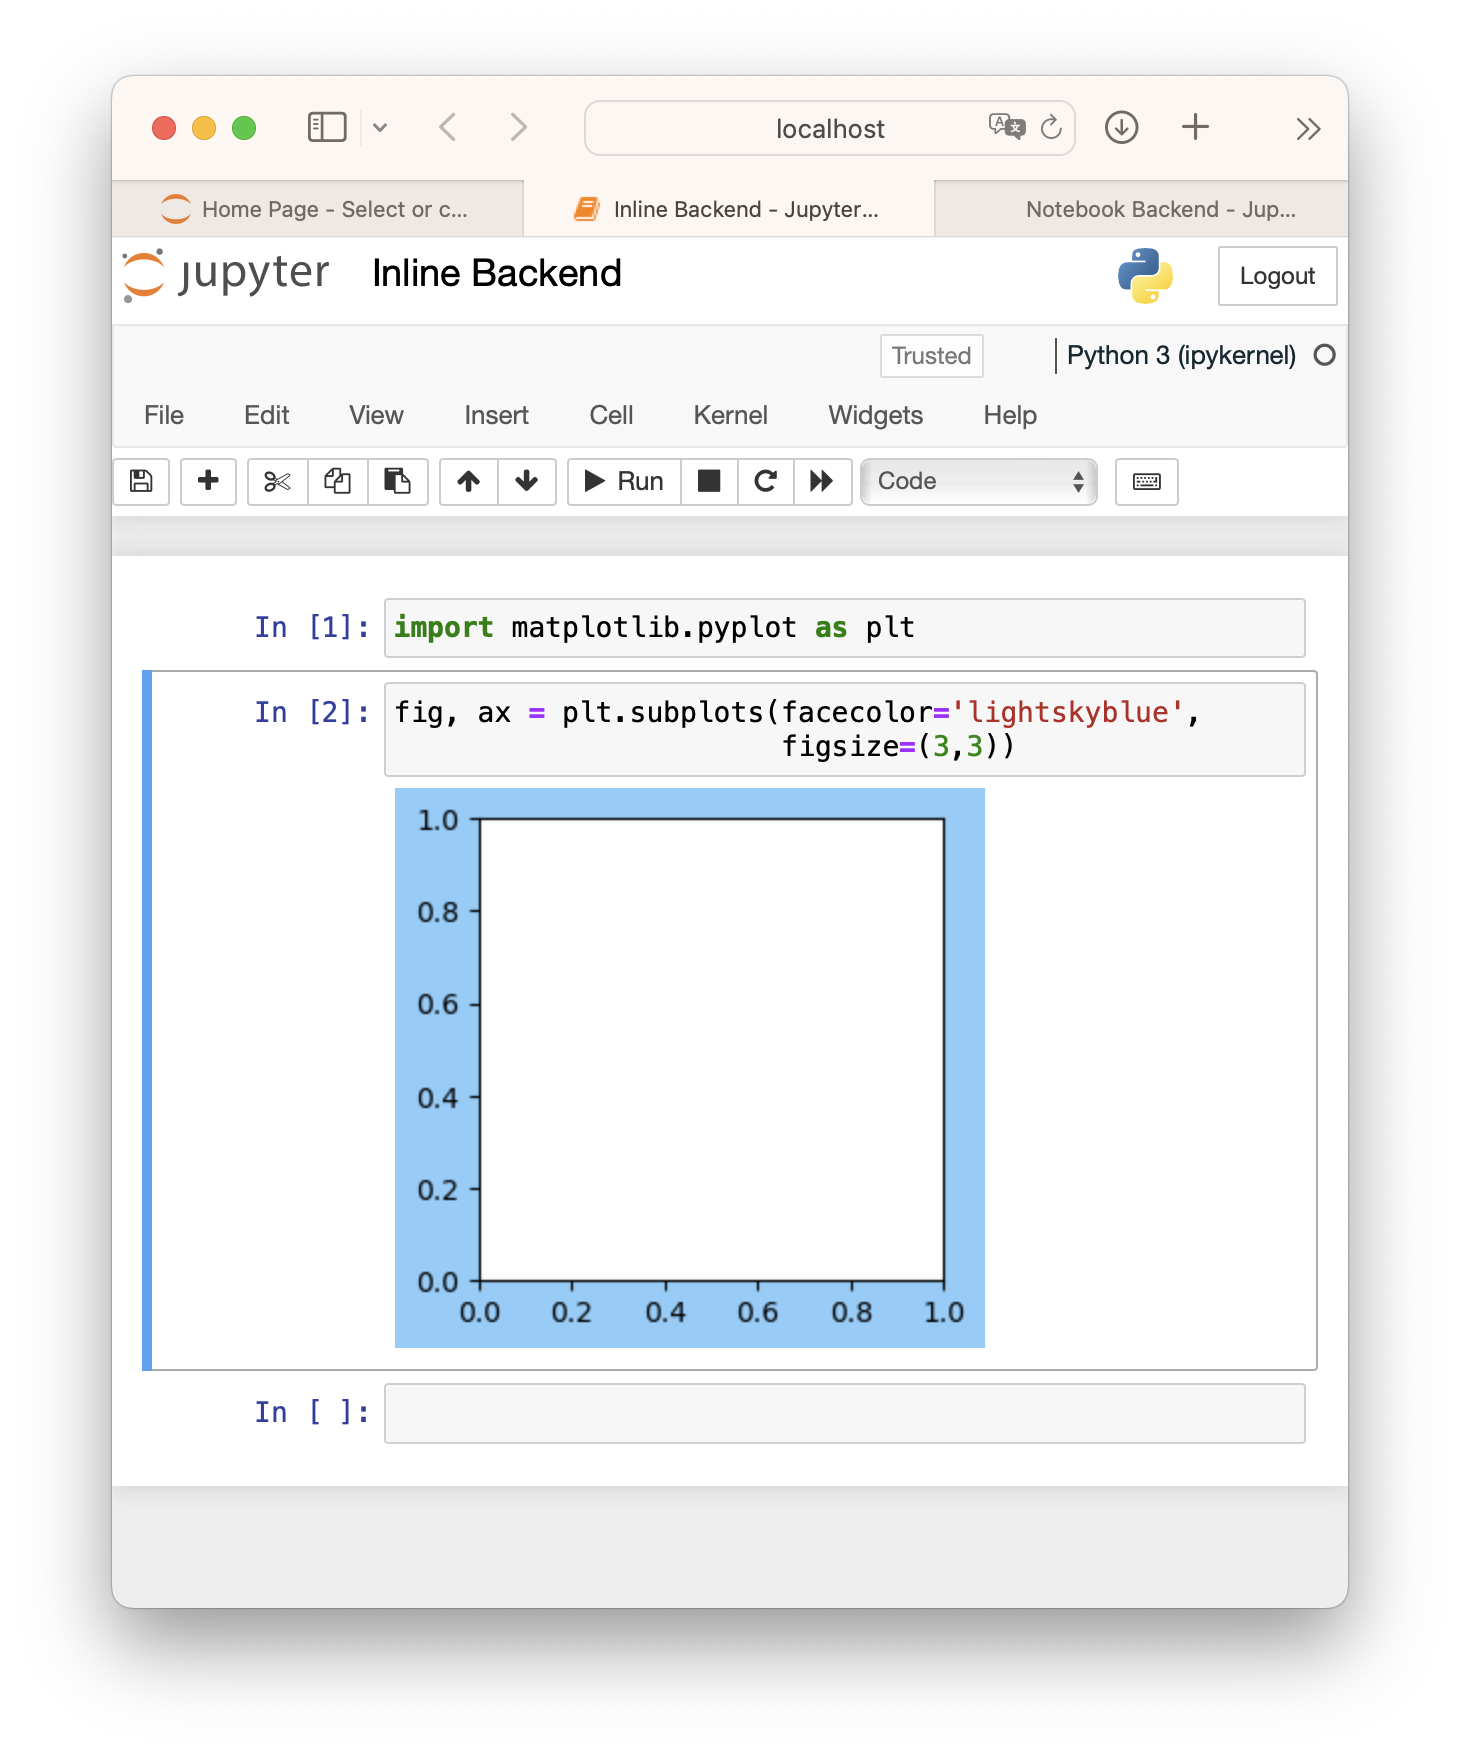 localhost
Home Page - Select or c...
Inline Backend - Jupyter...
Notebook Backend - Jup...
jupyter Inline Backend
Logout
Trusted
Python 3 (ipykernel)
File Edit View Insert Cell Kernel Widgets Help
Run
Code
In [1]: import matplotlib.pyplot as plt
In [2]: fig, ax = plt.subplots(facecolor='lightskyblue',
figsize=(3,3))
1.0
0.8
0.6
0.4
0.2
0.0
0.0 0.2 0.4 0.6 0.8 1.0
In [ ]: